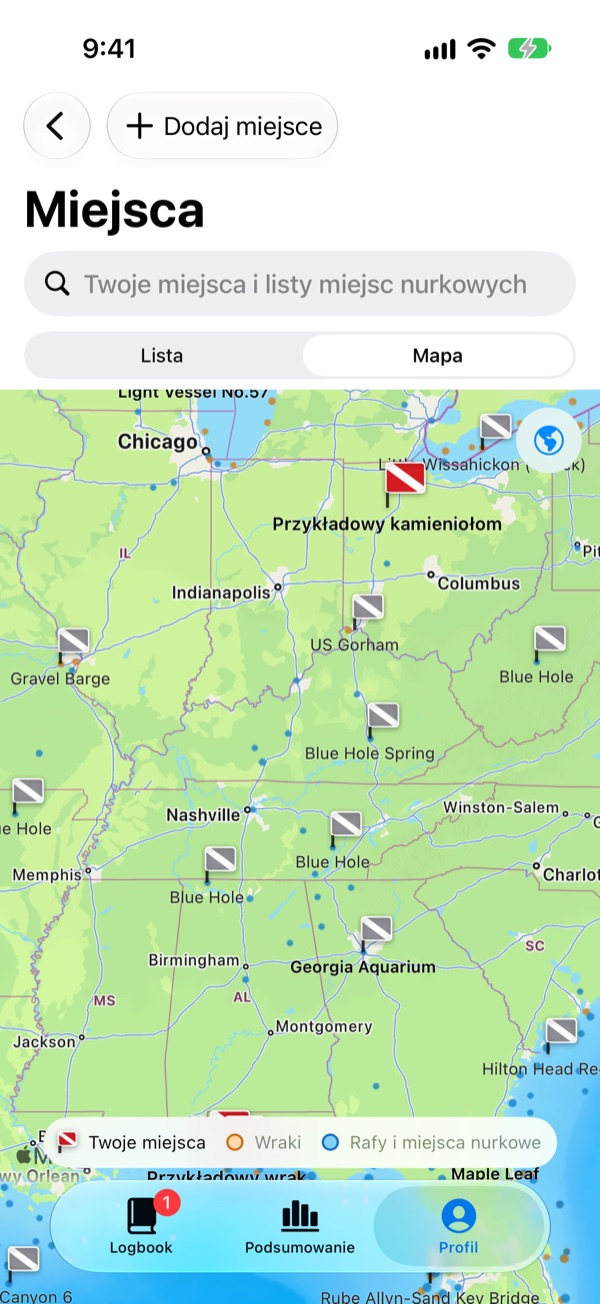 9:41
Dodaj miejsce
Miejsca
Twoje miejsca i listy miejsc nurkowych
Lista
Mapa
Light Vessel No.57
Chicago
Wissahickon
Przykładowy kamieniołom
IL
Indianapolis
Columbus
US Gorham
Gravel Barge
Blue Hole
Blue Hole Spring
Hole
Nashville
Winston-Salem
Blue Hole
Memphis
Blue Hole
Birmingham
Georgia Aquarium
SC
MS
AL
Jackson
Montgomery
Hilton Head
Twoje miejsca
Wraki
Rafy i miejsca nurkowe
Orlean
Przykładowy wrak
Maple Leaf
1
Logbook
Podsumowanie
Profil
Canyon 6
Rube Allyn-Sand Key Bridge